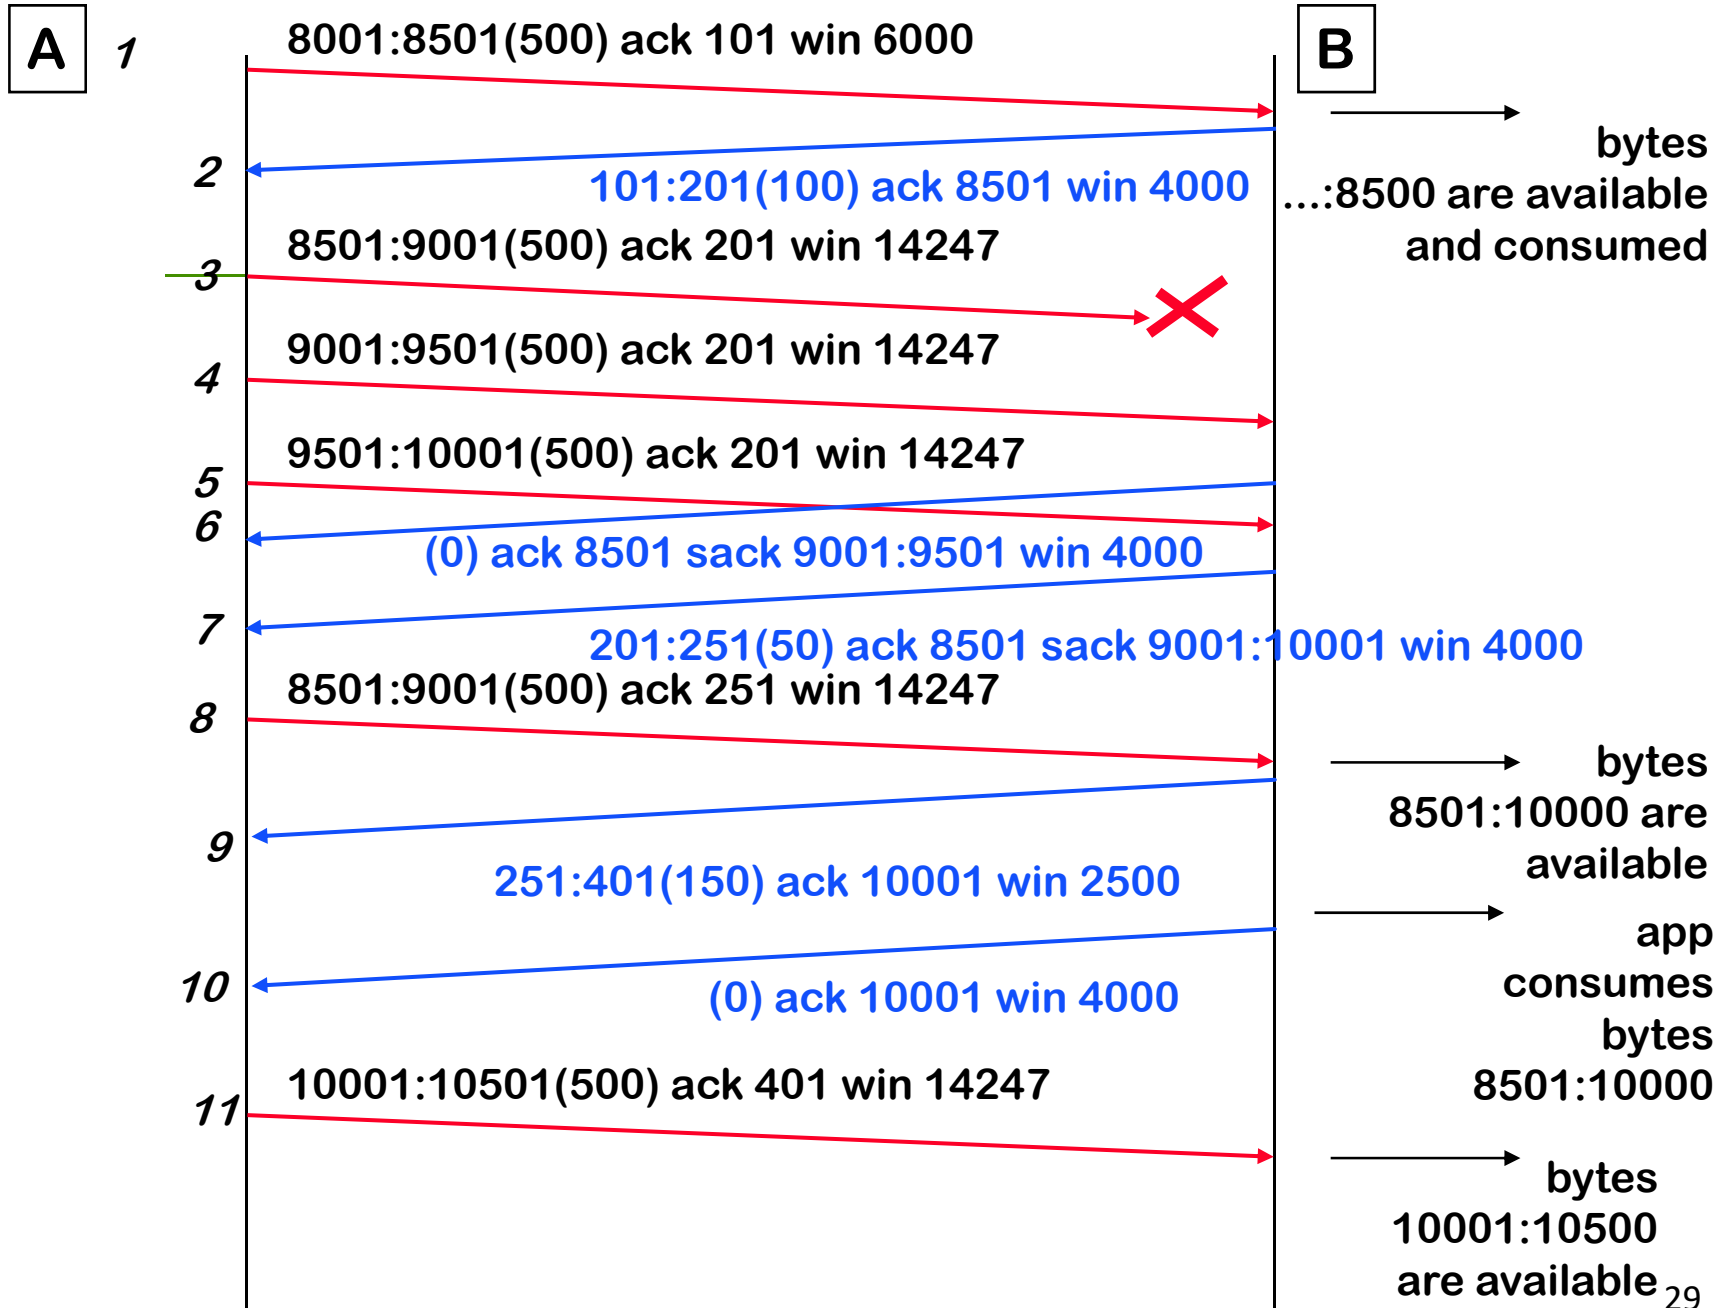 A
1
8001:8501(500) ack 101 win 6000
B
2
101:201(100) ack 8501 win 4000
bytes
...:8500 are available
and consumed
8501:9001(500) ack 201 win 14247
3
9001:9501(500) ack 201 win 14247
4
9501:10001(500) ack 201 win 14247
5
6
(0) ack 8501 sack 9001:9501 win 4000
7
201:251(50) ack 8501 sack 9001:10001 win 4000
8501:9001(500) ack 251 win 14247
8
bytes
8501:10000 are
available
9
251:401(150) ack 10001 win 2500
app
consumes
bytes
8501:10000
10
(0) ack 10001 win 4000
10001:10501(500) ack 401 win 14247
11
bytes
10001:10500
are available
29